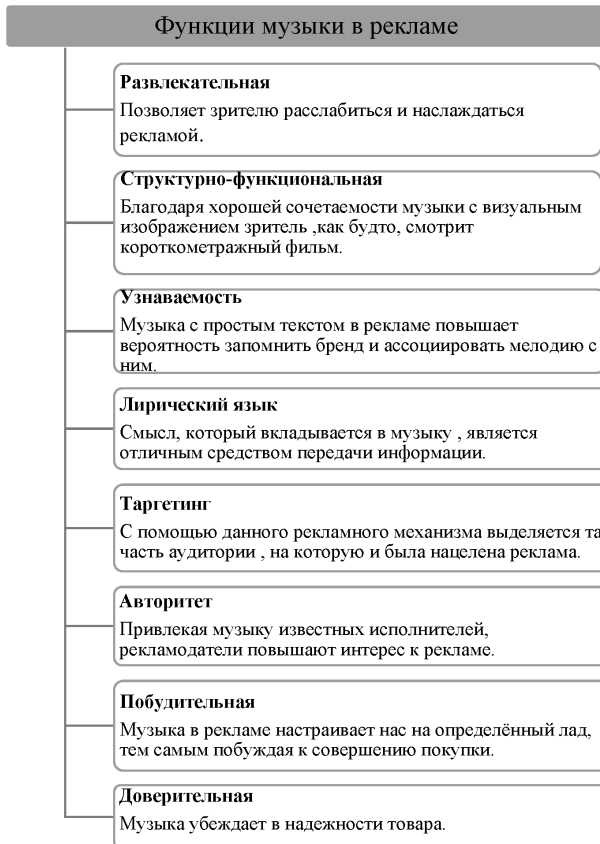 Функции музыки в рекламе
Развлекательная
Позволяет зрителю расслабиться и наслаждаться
рекламой.
Структурно-функциональная
Благодаря хорошей сочетаемости музыки с визуальным
изображением зритель ,как будто, смотрит
короткометражный фильм.
Узнаваемость
Музыка с простым текстом в рекламе повышает
вероятность запомнить бренд и ассоциировать мелодию с
ним.
Лирический язык
Смысл, который вкладывается в музыку , является
отличным средством передачи информации.
Таргетинг
С помощью данного рекламного механизма выделяется та
часть аудитории , на которую и была нацелена реклама.
Авторитет
Привлекая музыку известных исполнителей,
рекламодатели повышают интерес к рекламе.
Побудительная
Музыка в рекламе настраивает нас на определённый лад,
тем самым побуждая к совершению покупки.
Доверительная
Музыка убеждает в надежности товара.